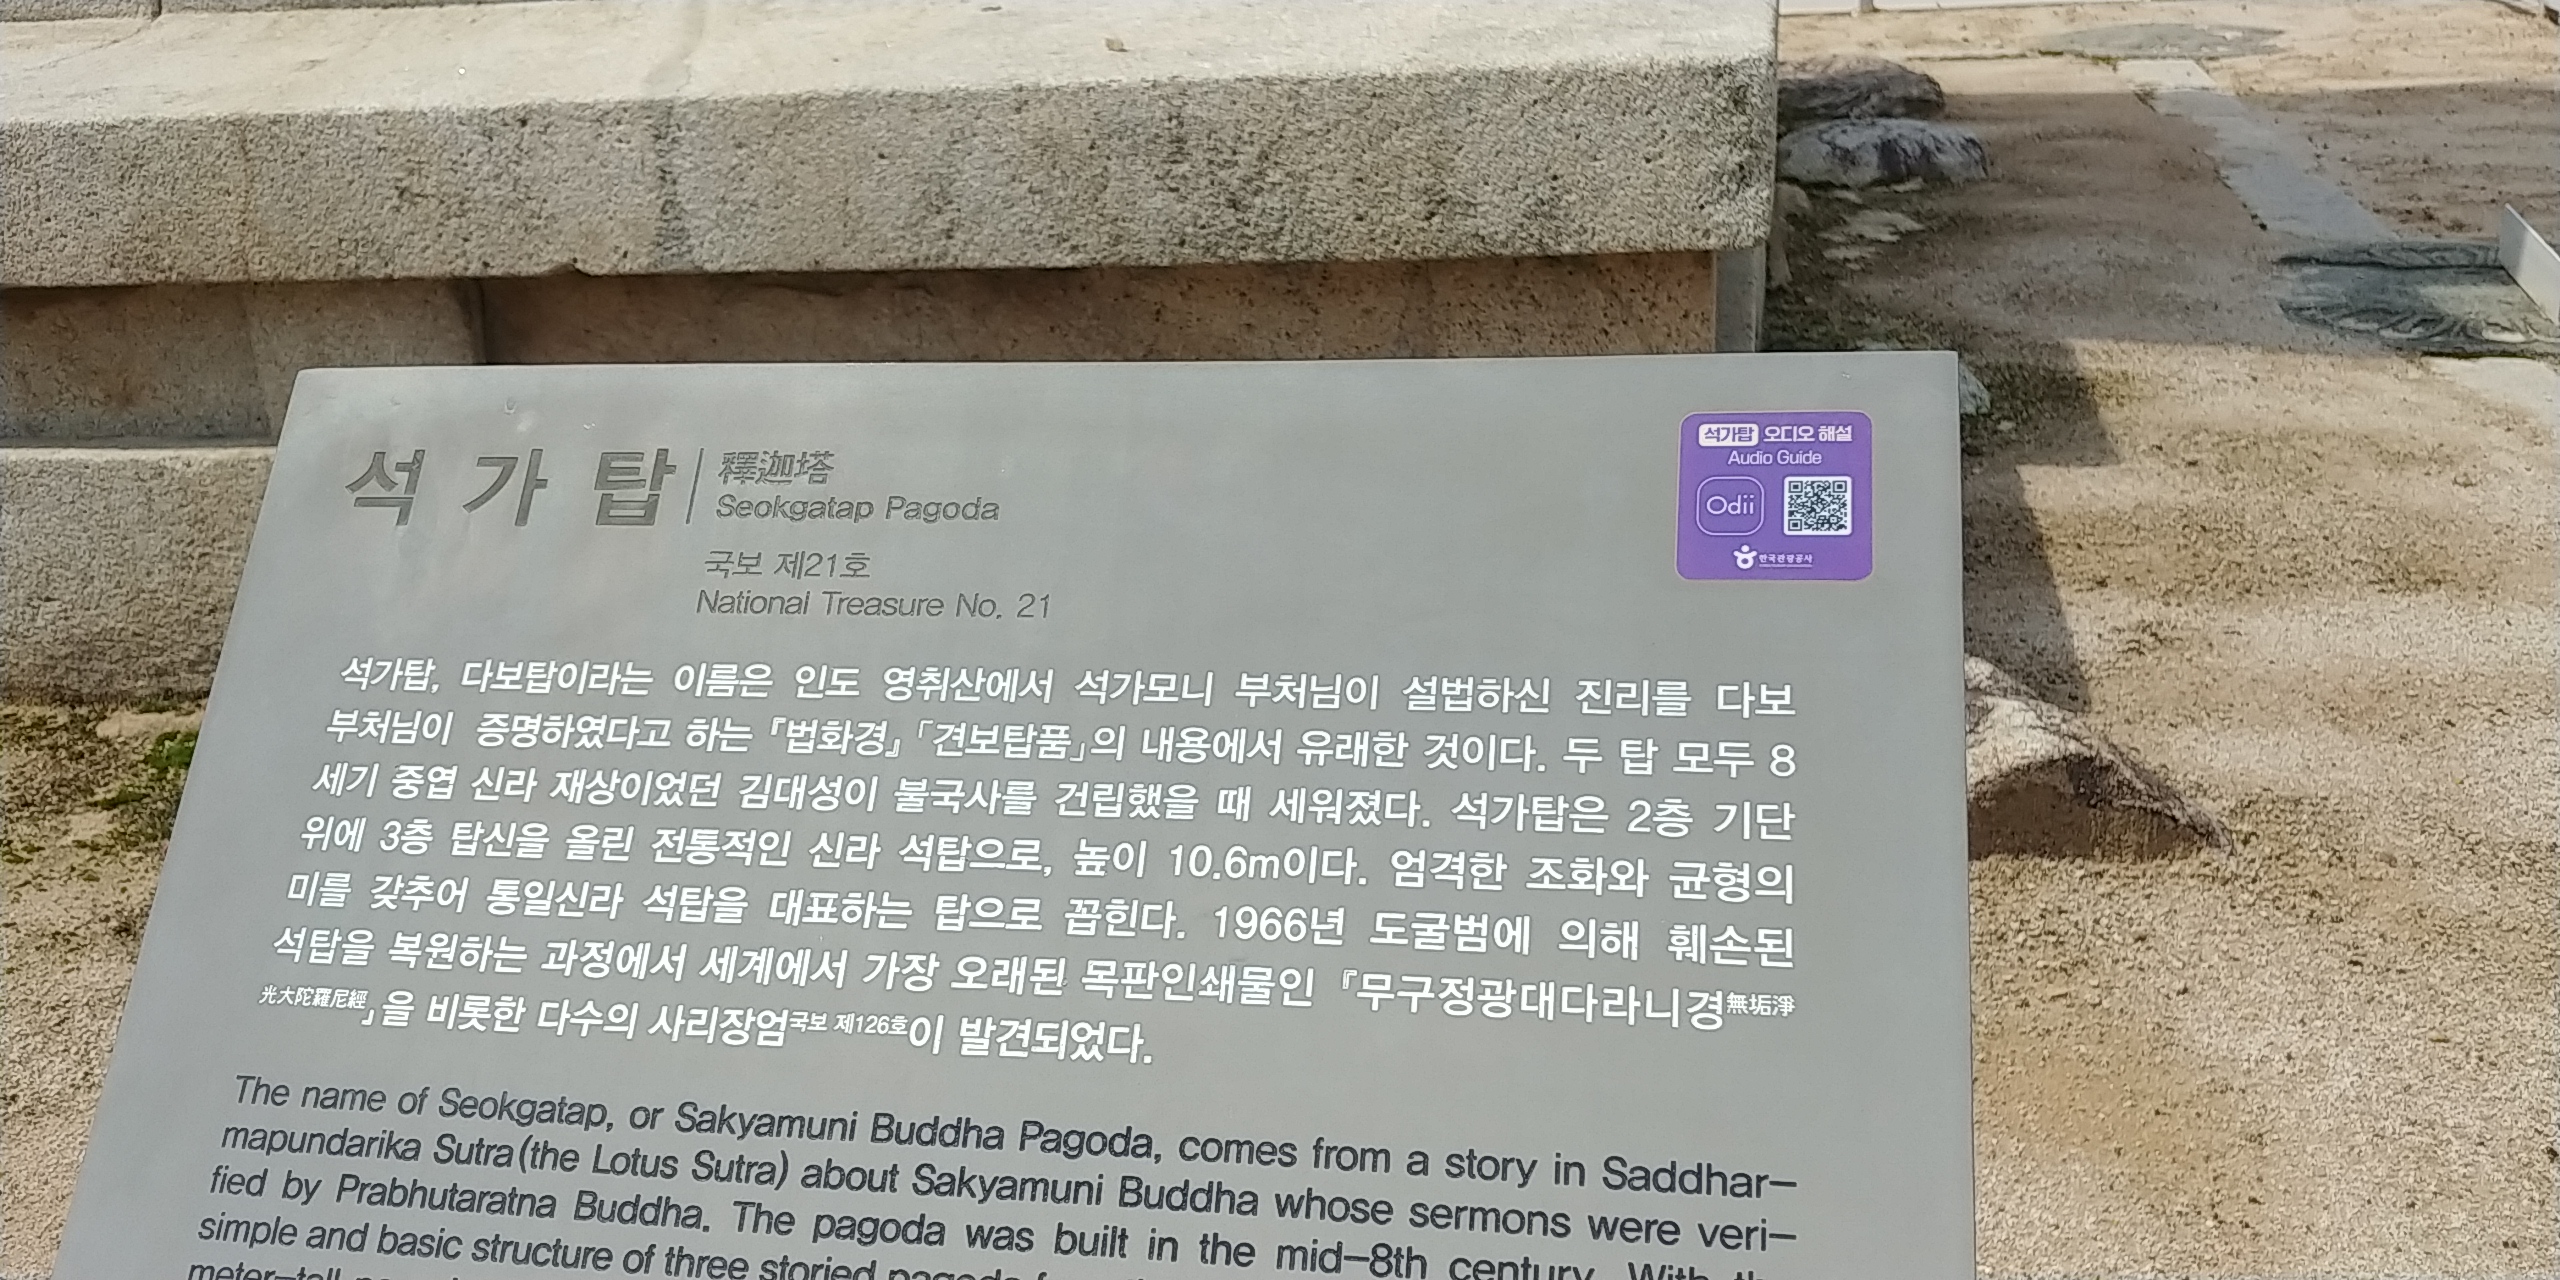 석가탑
釋迦塔
Seokgatap Pagoda
국보 제21호
National Treasure No. 21
석가탑 오디오 해설
Audio Guide
Odii
한국관광공사
석가탑, 다보탑이라는 이름은 인도 영취산에서 석가모니 부처님이 설법하신 진리를 다보
부처님이 증명하였다고 하는 『법화경』 「견보탑품」의 내용에서 유래한 것이다. 두 탑 모두 8
세기 중엽 신라 재상이었던 김대성이 불국사를 건립했을 때 세워졌다. 석가탑은 2층 기단
위에 3층 탑신을 올린 전통적인 신라 석탑으로, 높이 10.6m이다. 엄격한 조화와 균형의
미를 갖추어 통일신라 석탑을 대표하는 탑으로 꼽힌다. 1966년 도굴범에 의해 훼손된
석탑을 복원하는 과정에서 세계에서 가장 오래된 목판인쇄물인 『무구정광대다라니경無垢淨
光大陀羅尼經』을 비롯한 다수의 사리장엄국보 제126호이 발견되었다.
The name of Seokgatap, or Sakyamuni Buddha Pagoda, comes from a story in Saddhar–
mapundarika Sutra(the Lotus Sutra) about Sakyamuni Buddha whose sermons were veri–
fied by Prabhutaratna Buddha. The pagoda was built in the mid–8th century. With
simple and basic structure of three storied